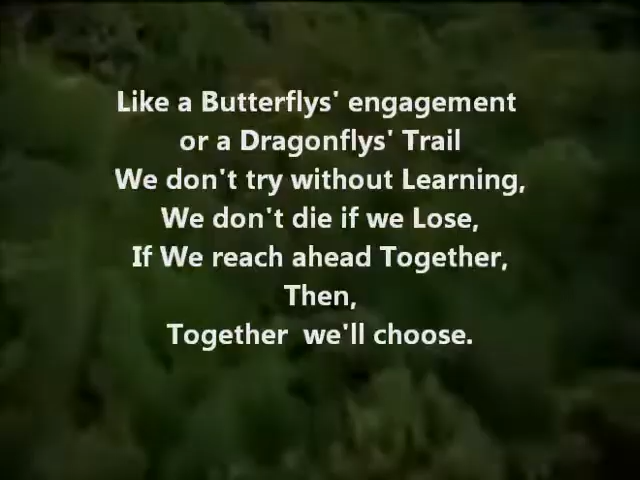 Like a Butterflys' engagement
or a Dragonflys' Trail
We don't try without Learning,
We don't die if we Lose,
If We reach ahead Together,
Then,
Together  we'll choose.